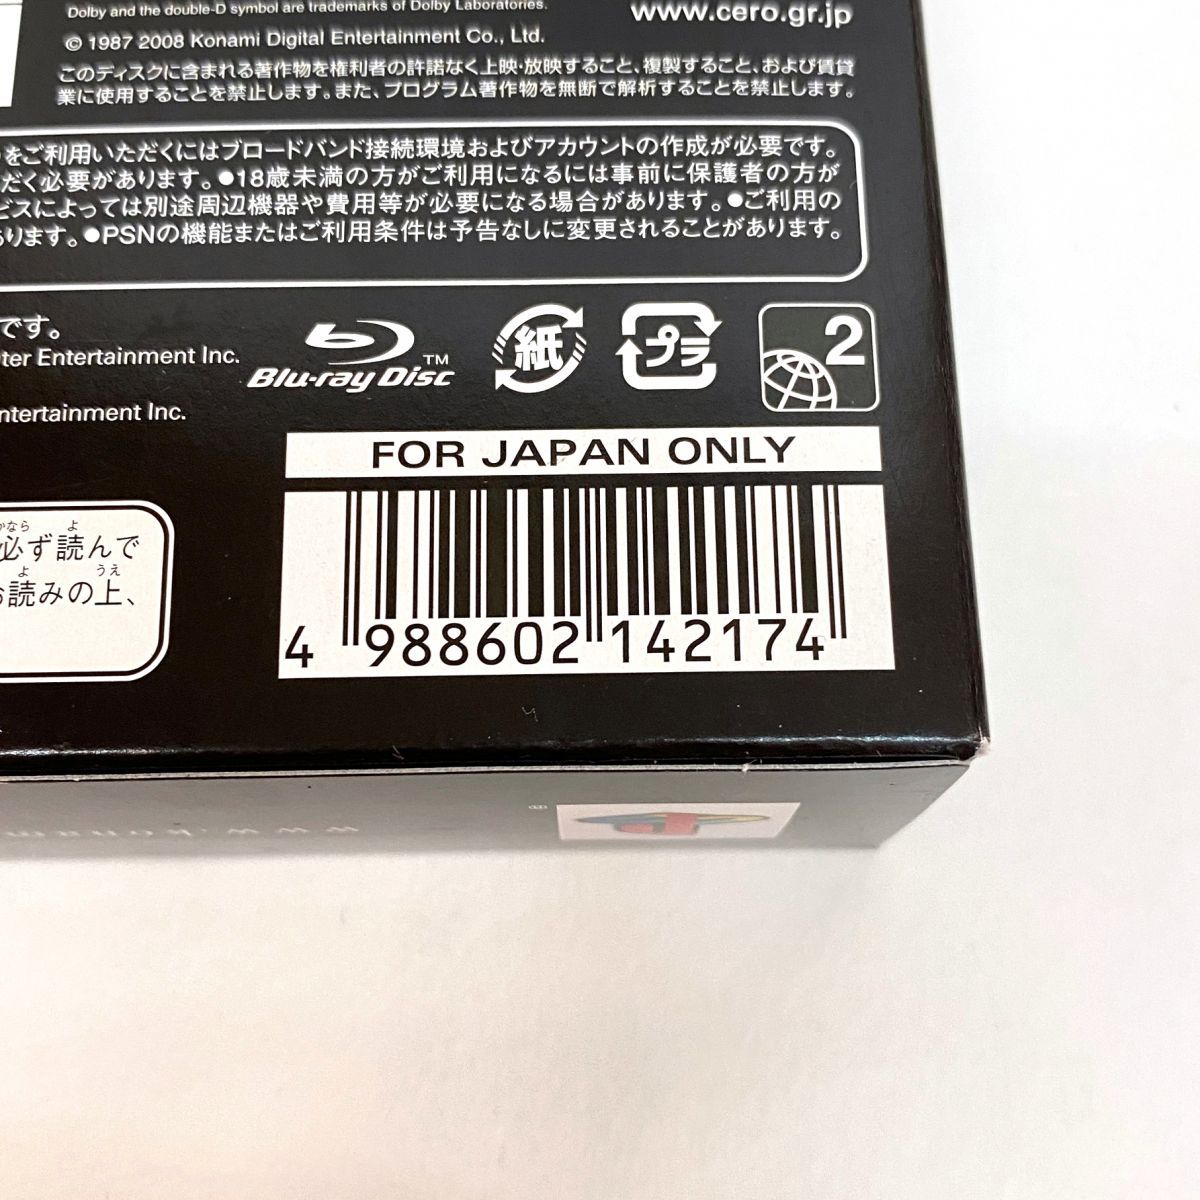 Dolby and the double-D symbol are trademarks of Dolby Laboratories.
www.cero.gr.jp
© 1987 2008 Konami Digital Entertainment Co., Ltd.
このディスクに含まれる著作物を権利者の許諾なく上映・放映すること、複製すること、および賃貸
業に使用することを禁止します。また、プログラム著作物を無断で解析することを禁止します。
をご利用いただくにはブロードバンド接続環境およびアカウントの作成が必要です。
だく必要があります。●18歳未満の方がご利用になるには事前に保護者の方が
ビスによっては別途周辺機器や費用等が必要になる場合があります。●ご利用の
あります。●PSNの機能またはご利用条件は予告なしに変更されることがあります。
です。
ter Entertainment Inc.
ntertainment Inc.
Blu-ray Disc™
紙
プラ
2
FOR JAPAN ONLY
4 988602 142174
かなら よ
必ず読んで
よ うえ
お読みの上、